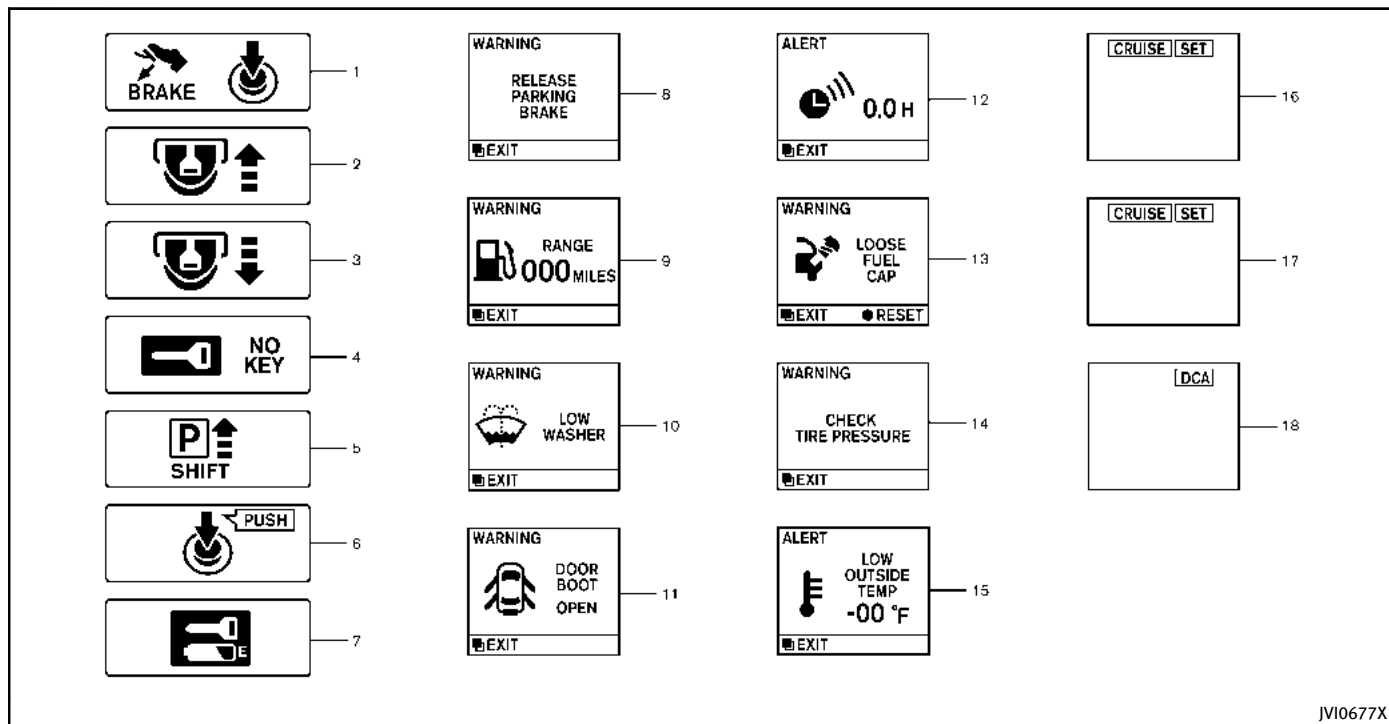 BRAKE
1
2
3
NO
KEY
4
P
SHIFT
5
PUSH
6
E
7
WARNING
RELEASE
PARKING
BRAKE
EXIT
8
WARNING
RANGE
000 MILES
EXIT
9
WARNING
LOW
WASHER
EXIT
10
WARNING
DOOR
BOOT
OPEN
EXIT
11
ALERT
0.0 H
EXIT
12
WARNING
LOOSE
FUEL
CAP
EXIT RESET
13
WARNING
CHECK
TIRE PRESSURE
EXIT
14
ALERT
LOW
OUTSIDE
TEMP
-00 °F
EXIT
15
CRUISE SET
16
CRUISE SET
17
DCA
18
JVI0677X